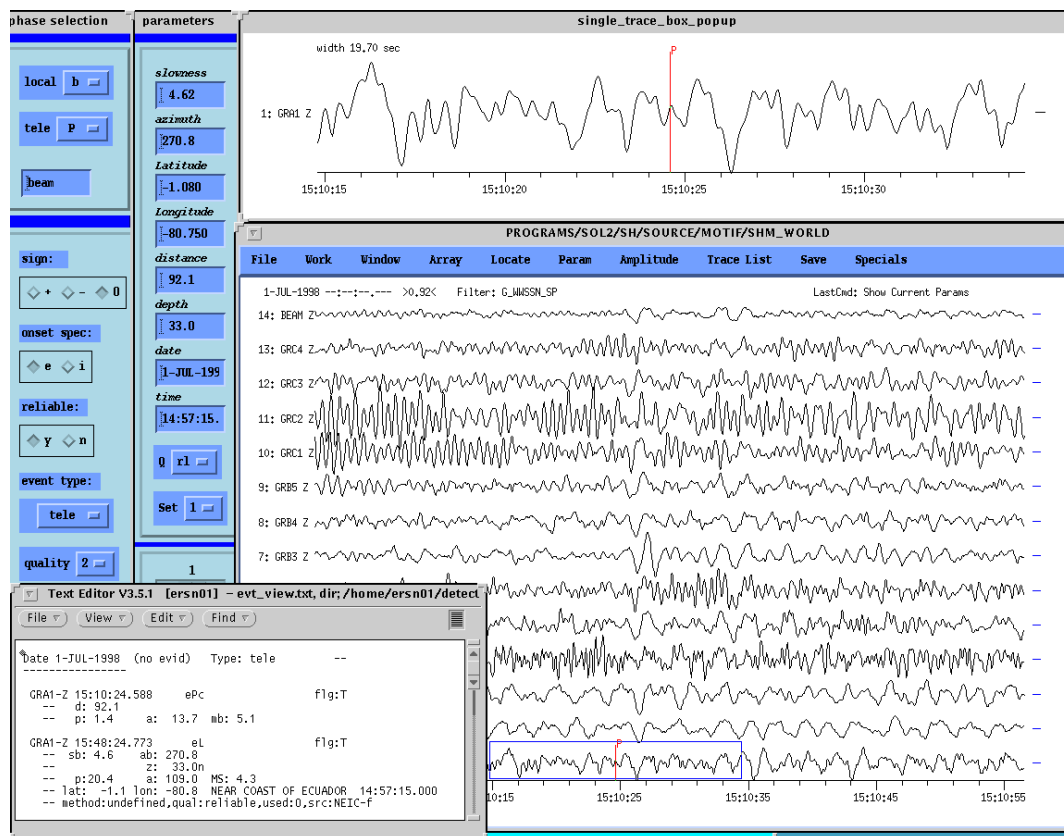 phase selection
local b
tele P
beam
sign:
+ - 0
onset spec:
e i
reliable:
y n
event type:
tele
quality 2
parameters
slowness
4.62
azimuth
270.8
Latitude
-1.080
Longitude
-80.750
distance
92.1
depth
33.0
date
1-JUL-199
time
14:57:15.
Q rl
Set 1
1
single_trace_box_popup
width 19.70 sec
P
1: GRA1 Z
15:10:15 15:10:20 15:10:25 15:10:30
PROGRAMS/SOL2/SH/SOURCE/MOTIF/SHM_WORLD
File Work Window Array Locate Param Amplitude Trace List Save Specials
1-JUL-1998 --:--:--.--- >0.92< Filter: G_WWSSN_SP LastCmd: Show Current Params
14: BEAM Z
13: GRC4 Z
12: GRC3 Z
11: GRC2 Z
10: GRC1 Z
9: GRB5 Z
8: GRB4 Z
7: GRB3 Z
P
0:15 15:10:25 15:10:35 15:10:45 15:10:55
Text Editor V3.5.1 [ersn01] - evt_view.txt, dir; /home/ersn01/detect
File View Edit Find
Date 1-JUL-1998 (no evid) Type: tele --
----------------
GRA1-Z 15:10:24.588 ePc flg:T
-- d: 92.1
-- p: 1.4 a: 13.7 mb: 5.1
GRA1-Z 15:48:24.773 eL flg:T
-- sb: 4.6 ab: 270.8
-- z: 33.0n
-- p:20.4 a: 109.0 MS: 4.3
-- lat: -1.1 lon: -80.8 NEAR COAST OF ECUADOR 14:57:15.000
-- method:undefined,qual:reliable,used:0,src:NEIC-f